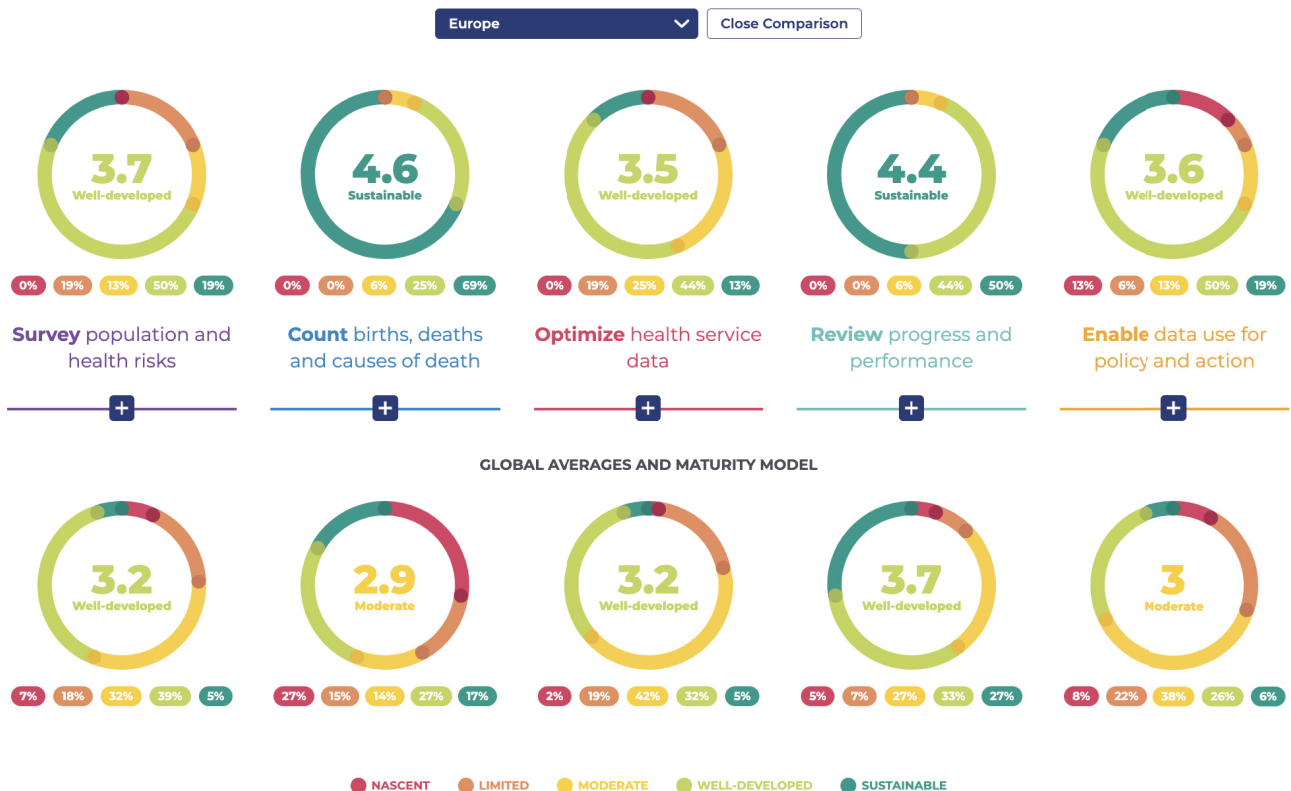 Europe
Close Comparison
3.7
Well-developed
4.6
Sustainable
3.5
Well-developed
4.4
Sustainable
3.6
Well-developed
0% 19% 13% 50% 19%
0% 0% 6% 25% 69%
0% 19% 25% 44% 13%
0% 0% 6% 44% 50%
13% 6% 13% 50% 19%
Survey population and
health risks
Count births, deaths
and causes of death
Optimize health service
data
Review progress and
performance
Enable data use for
policy and action
+
+
+
+
+
GLOBAL AVERAGES AND MATURITY MODEL
3.2
Well-developed
2.9
Moderate
3.2
Well-developed
3.7
Well-developed
3
Moderate
7% 18% 32% 39% 5%
27% 15% 14% 27% 17%
2% 19% 42% 32% 5%
5% 7% 27% 33% 27%
8% 22% 38% 26% 6%
NASCENT LIMITED MODERATE WELL-DEVELOPED SUSTAINABLE